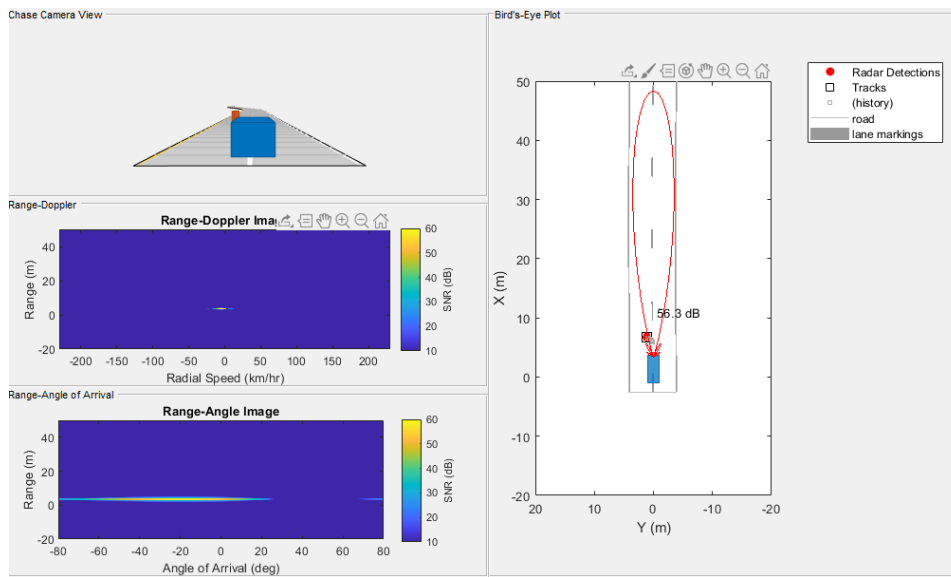 Chase Camera View
Range-Doppler
Range-Doppler Ima
40
20
0
-20
Range (m)
-200 -150 -100 -50 0 50 100 150 200
Radial Speed (km/hr)
60
50
40
30
20
10
SNR (dB)
Range-Angle of Arrival
Range-Angle Image
40
20
0
-20
Range (m)
-80 -60 -40 -20 0 20 40 60 80
Angle of Arrival (deg)
60
50
40
30
20
10
SNR (dB)
Bird's-Eye Plot
50
40
30
20
10
0
-10
-20
X (m)
56.3 dB
20 10 0 -10 -20
Y (m)
Radar Detections
Tracks
(history)
road
lane markings